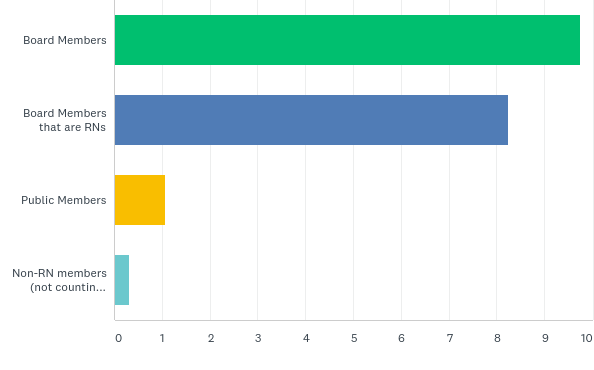 Board Members
Board Members
that are RNs
Public Members
Non-RN members
(not countin...
0 1 2 3 4 5 6 7 8 9 10